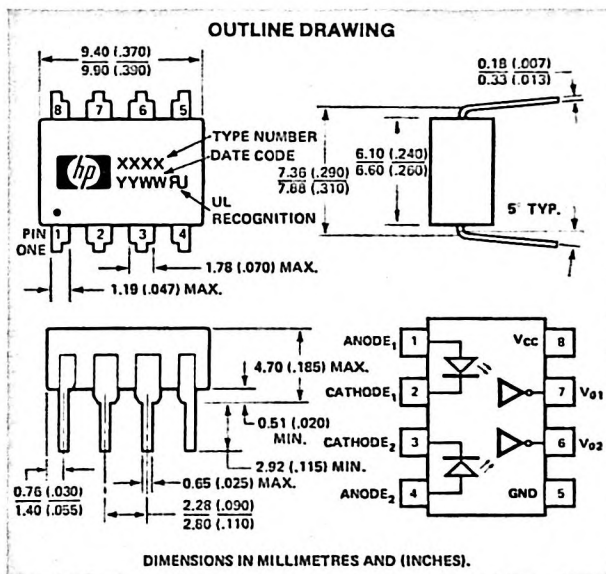 OUTLINE DRAWING
9.40 (.370)
9.90 (.390)
8 7 6 5
hp
XXXX
YYWW RU
TYPE NUMBER
DATE CODE
UL
RECOGNITION
PIN
ONE
1 2 3 4
1.78 (.070) MAX.
1.19 (.047) MAX.
0.18 (.007)
0.33 (.013)
7.36 (.290)
7.88 (.310)
6.10 (.240)
6.60 (.260)
5° TYP.
4.70 (.185) MAX.
0.51 (.020)
MIN.
2.92 (.115) MIN.
0.76 (.030)
1.40 (.055)
0.65 (.025) MAX.
2.28 (.090)
2.80 (.110)
ANODE1 1
CATHODE1 2
CATHODE2 3
ANODE2 4
VCC 8
7 V01
6 V02
GND 5
DIMENSIONS IN MILLIMETRES AND (INCHES).